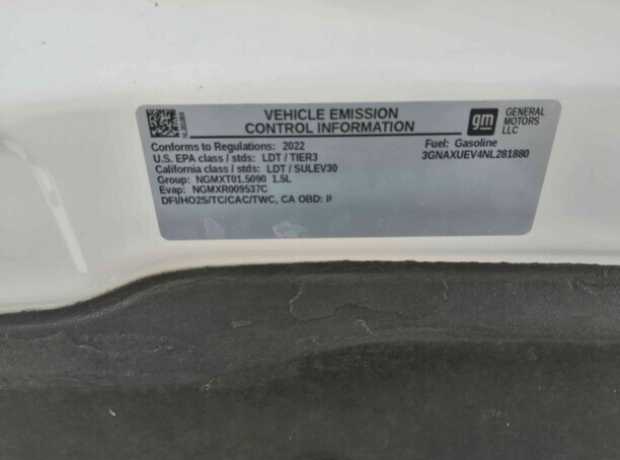 VEHICLE EMISSION
CONTROL INFORMATION
gm
GENERAL
MOTORS
LLC
Conforms to Regulations: 2022
Fuel: Gasoline
U.S. EPA class / stds: LDT / TIER3
3GNAXUEV4NL281880
California class / stds: LDT / SULEV30
Group: NGMXT01.5090 1.5L
Evap: NGMXR009537C
DFI/HO2S/TC/CAC/TWC, CA OBD: II